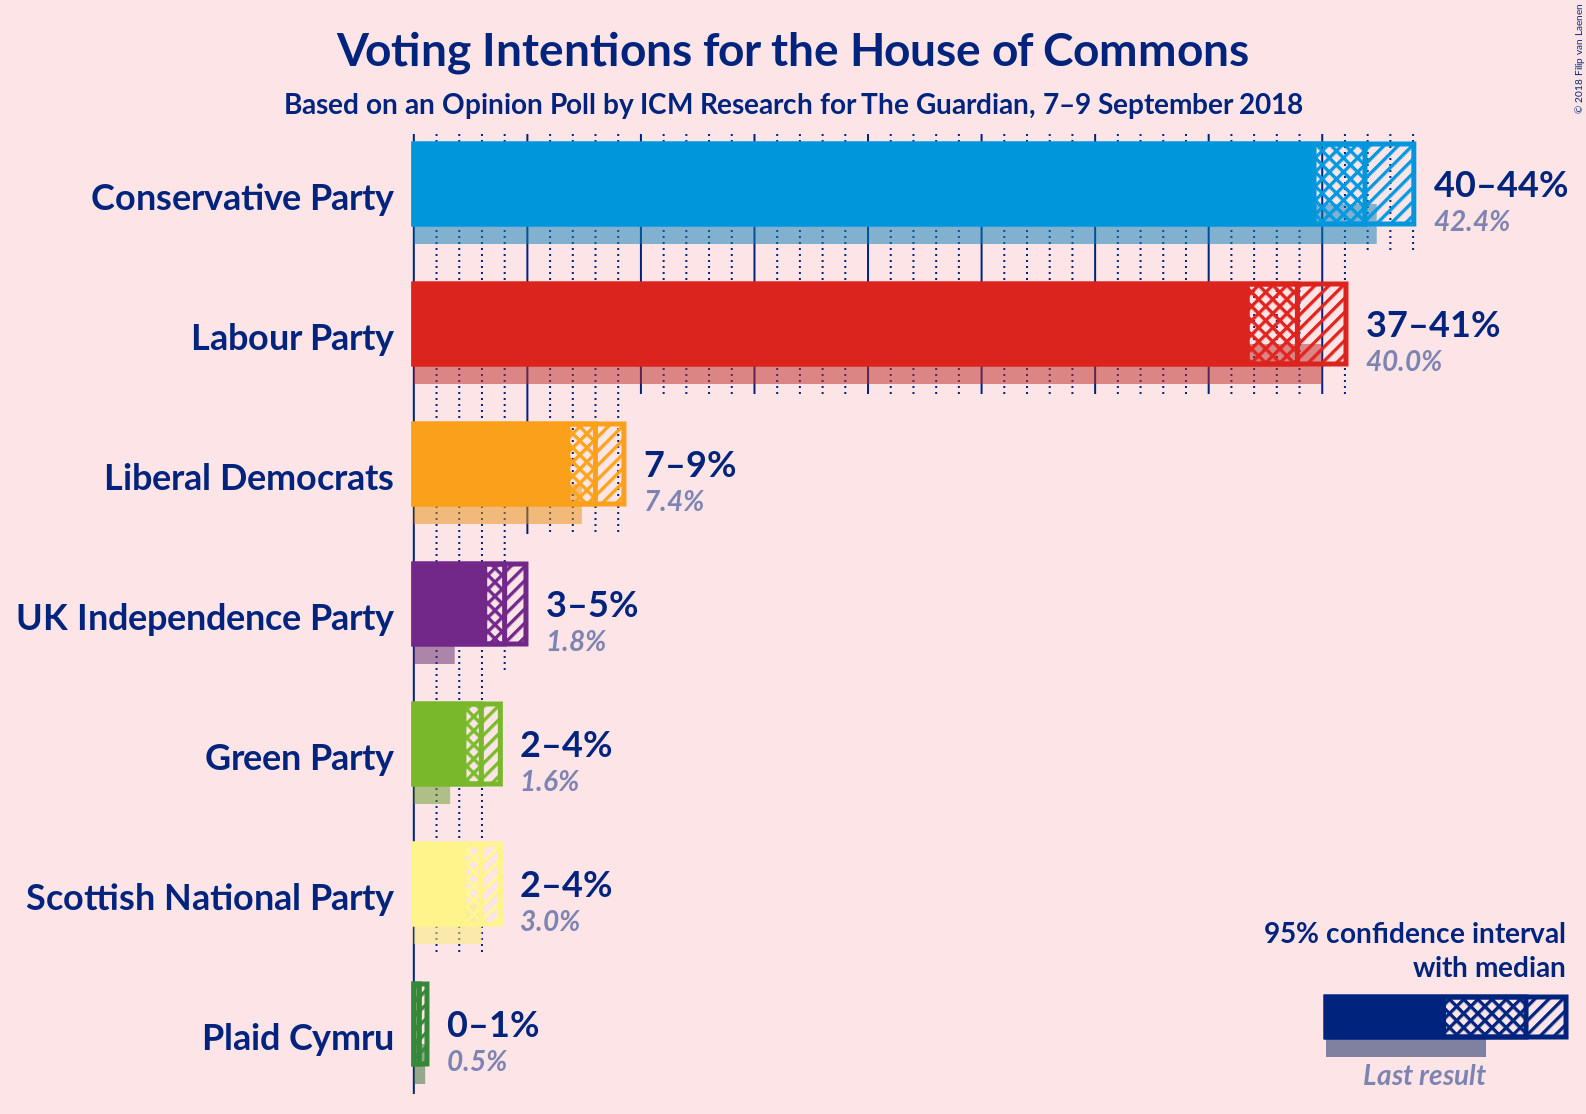 Voting Intentions for the House of Commons
Based on an Opinion Poll by ICM Research for The Guardian, 7–9 September 2018
© 2018 Filip van Laenen
Conservative Party
40–44%
42.4%
Labour Party
37–41%
40.0%
Liberal Democrats
7–9%
7.4%
UK Independence Party
3–5%
1.8%
Green Party
2–4%
1.6%
Scottish National Party
2–4%
3.0%
Plaid Cymru
0–1%
0.5%
95% confidence interval
with median
Last result